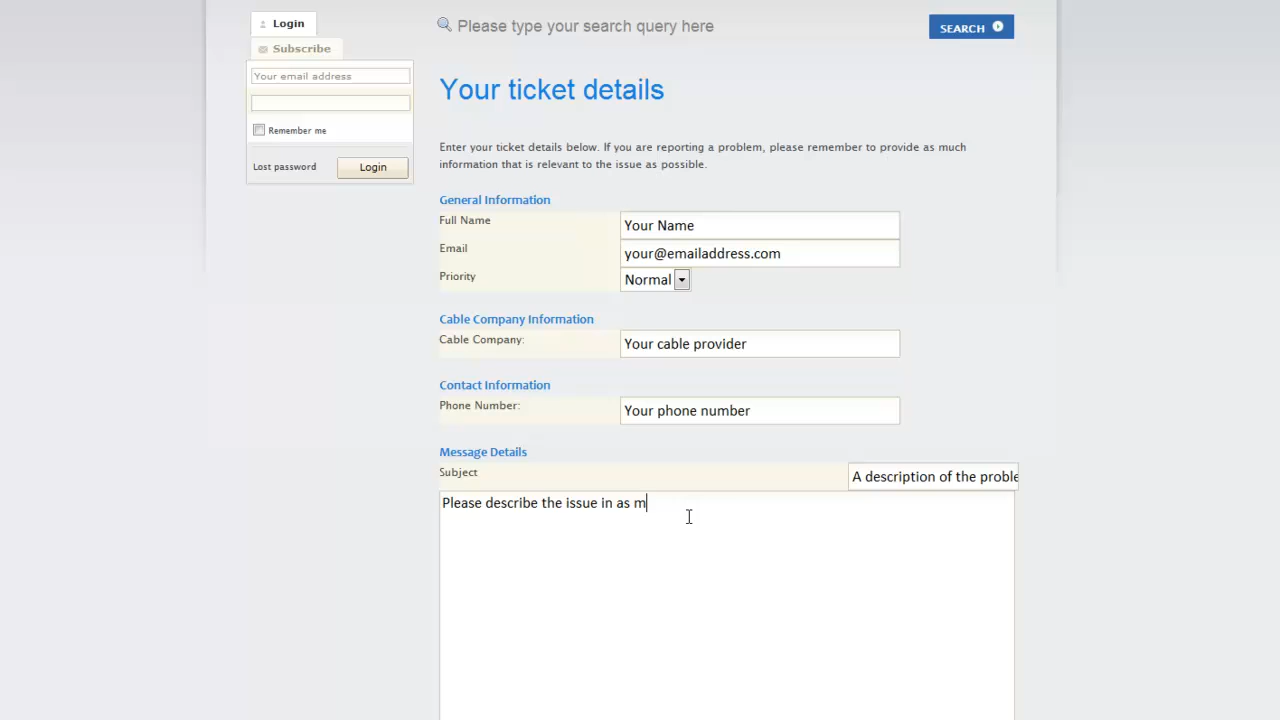 Login
Please type your search query here
SEARCH
Subscribe
Your email address
Remember me
Lost password
Login
Your ticket details
Enter your ticket details below. If you are reporting a problem, please remember to provide as much
information that is relevant to the issue as possible.
General Information
Full Name
Your Name
Email
your@emailaddress.com
Priority
Normal
Cable Company Information
Cable Company:
Your cable provider
Contact Information
Phone Number:
Your phone number
Message Details
Subject
A description of the proble
Please describe the issue in as m